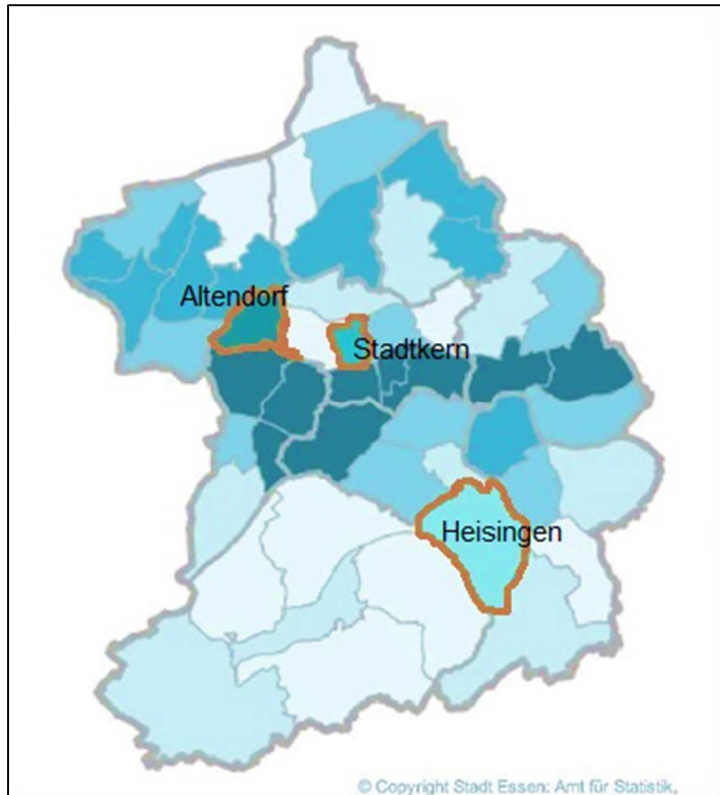 Altendorf
Stadtkern
Heisingen
© Copyright Stadt Essen: Amt für Statistik,